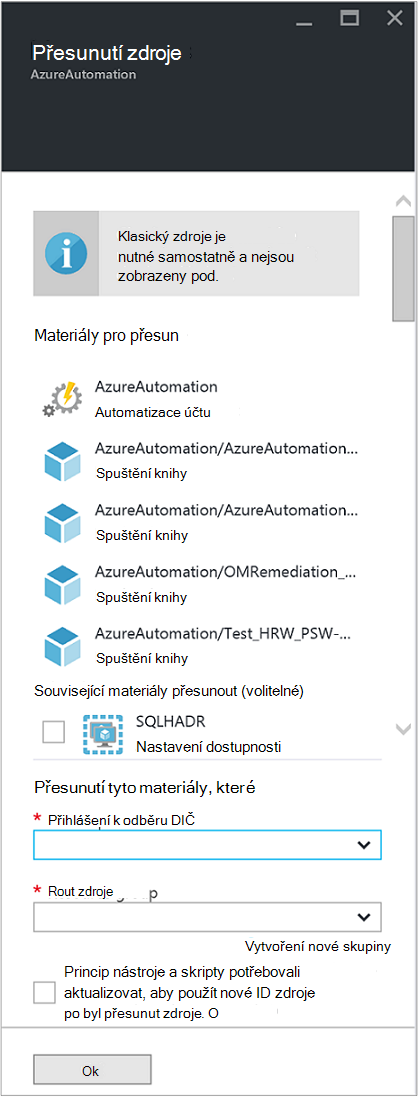 Přesunutí zdroje
AzureAutomation
Klasický zdroje je
nutné samostatně a nejsou
zobrazeny pod.
Materiály pro přesun
AzureAutomation
Automatizace účtu
AzureAutomation/AzureAutomation...
Spuštění knihy
AzureAutomation/AzureAutomation...
Spuštění knihy
AzureAutomation/OMRemediation_...
Spuštění knihy
AzureAutomation/Test_HRW_PSW-...
Spuštění knihy
Související materiály přesunout (volitelné)
SQLHADR
Nastavení dostupnosti
Přesunutí tyto materiály, které
* Přihlášení k odběru DIČ
* Rout zdroje
Vytvoření nové skupiny
Princip nástroje a skripty potřebovali
aktualizovat, aby použít nové ID zdroje
po byl přesunut zdroje. O
Ok